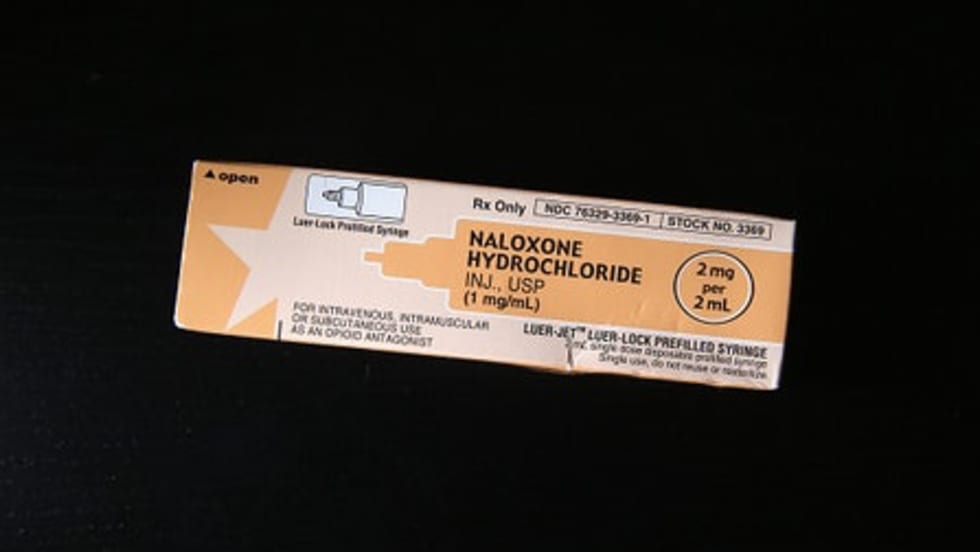 ▲ open
Luer-Lock Prefilled Syringe
Rx Only NDC 76329-3369-1 STOCK NO. 3369
NALOXONE
HYDROCHLORIDE
INJ., USP
(1 mg/mL)
2 mg
per
2 mL
FOR INTRAVENOUS, INTRAMUSCULAR
OR SUBCUTANEOUS USE
AS AN OPIOID ANTAGONIST
LUER-JET™ LUER-LOCK PREFILLED SYRINGE
mL single dose disposable prefilled syringe
Single use, do not reuse or resterilize